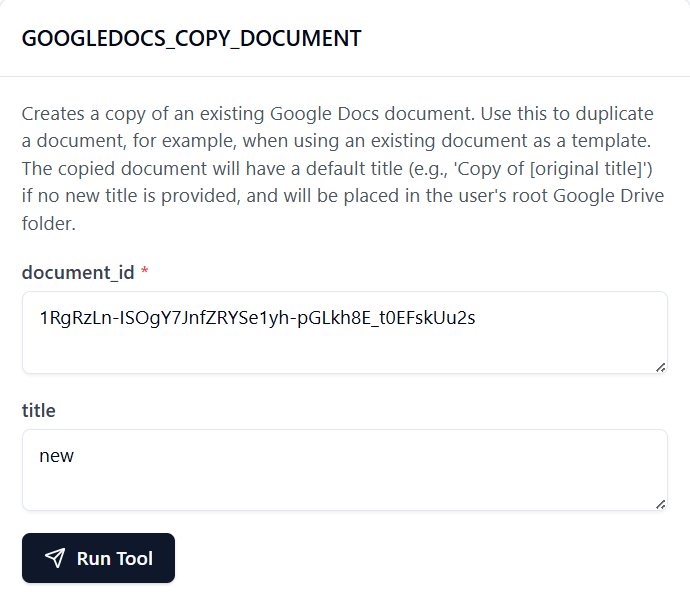 GOOGLEDOCS_COPY_DOCUMENT
Creates a copy of an existing Google Docs document. Use this to duplicate
a document, for example, when using an existing document as a template.
The copied document will have a default title (e.g., 'Copy of [original title]')
if no new title is provided, and will be placed in the user's root Google Drive
folder.
document_id *
1RgRzLn-ISOgY7JnfZRYSe1yh-pGLkh8E_t0EFskUu2s
title
new
Run Tool